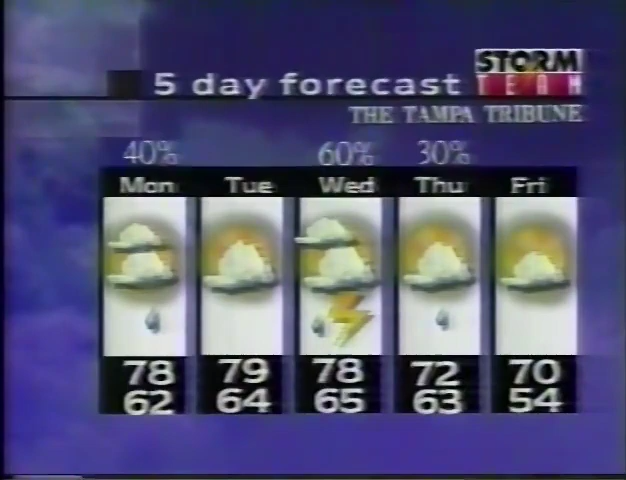 STORM
TEAM
5 day forecast
THE TAMPA TRIBUNE
40% 60% 30%
Mon Tue Wed Thu Fri
78 79 78 72 70
62 64 65 63 54